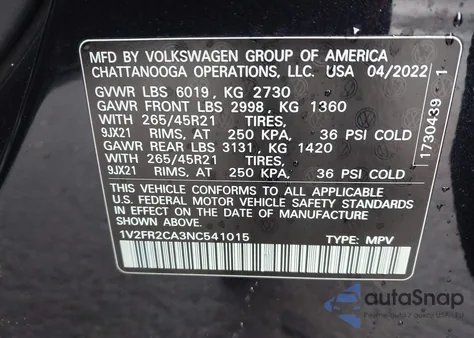 MFD BY VOLKSWAGEN GROUP OF AMERICA
CHATTANOOGA OPERATIONS, LLC. USA 04/2022
GVWR LBS 6019, KG 2730
GAWR FRONT LBS 2998, KG 1360
WITH 265/45R21 TIRES,
9JX21 RIMS, AT 250 KPA, 36 PSI COLD
GAWR REAR LBS 3131, KG 1420
WITH 265/45R21 TIRES,
9JX21 RIMS, AT 250 KPA, 36 PSI COLD
THIS VEHICLE CONFORMS TO ALL APPLICABLE
U.S. FEDERAL MOTOR VEHICLE SAFETY STANDARDS
IN EFFECT ON THE DATE OF MANUFACTURE
SHOWN ABOVE.
1V2FR2CA3NC541015 TYPE: MPV
1730439 1
autoSnap